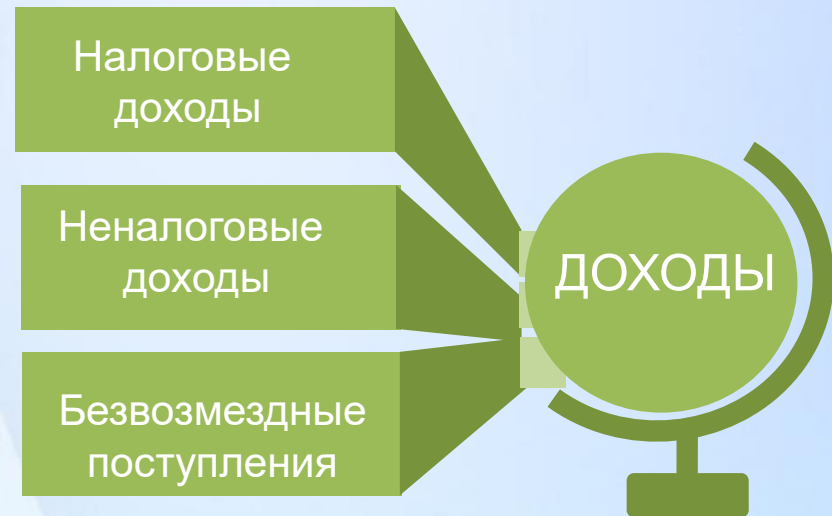 Налоговые
доходы
Неналоговые
доходы
Безвозмездные
поступления
ДОХОДЫ